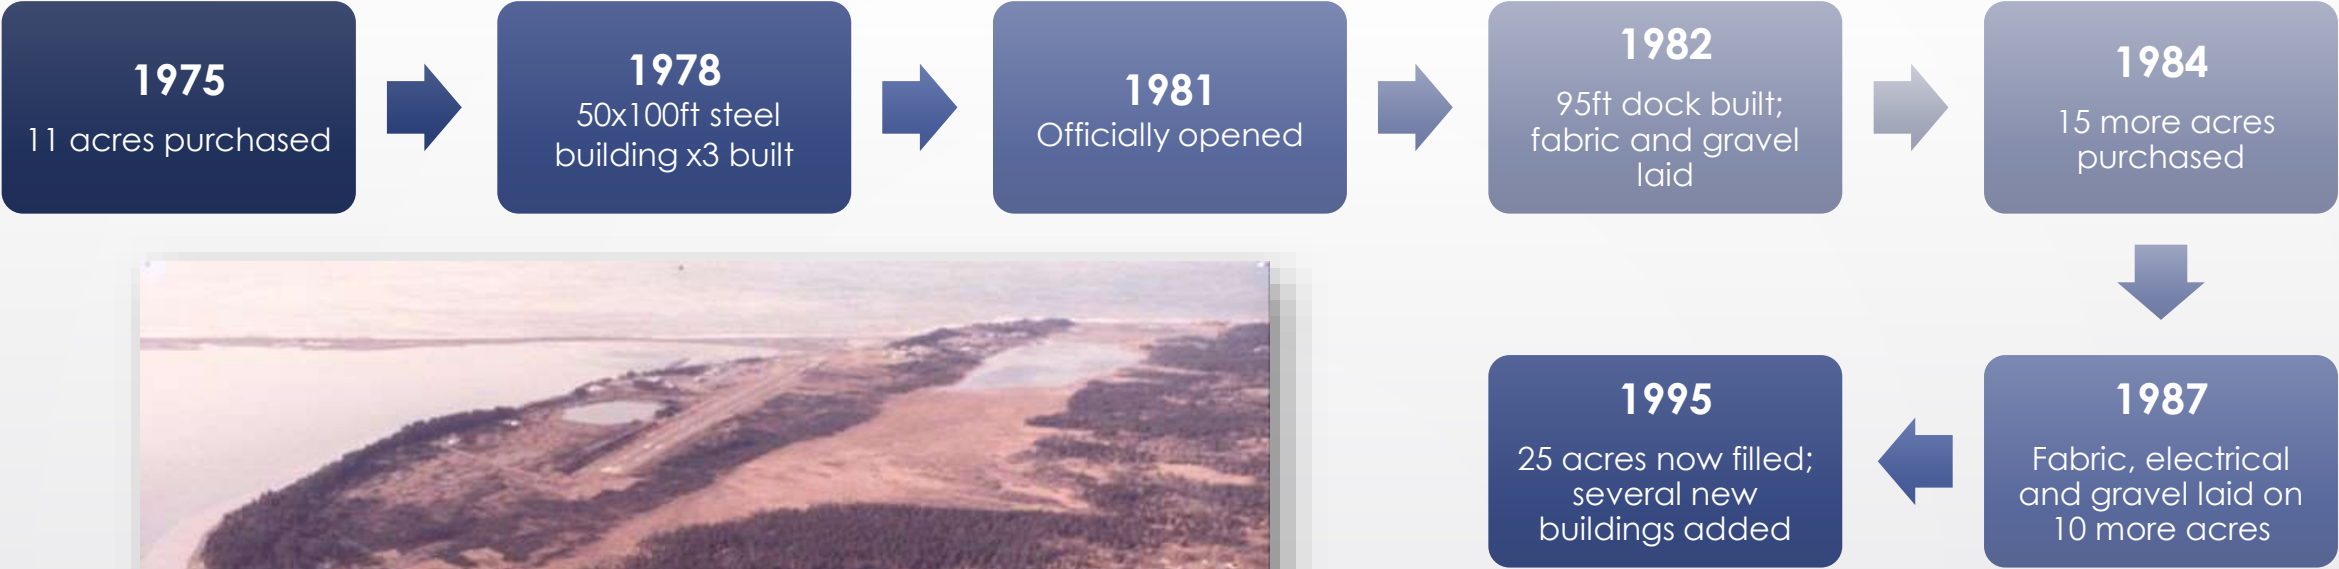 1975
11 acres purchased
1978
50x100ft steel
building x3 built
1981
Officially opened
1982
95ft dock built;
fabric and gravel
laid
1984
15 more acres
purchased
1987
Fabric, electrical
and gravel laid on
10 more acres
1995
25 acres now filled;
several new
buildings added